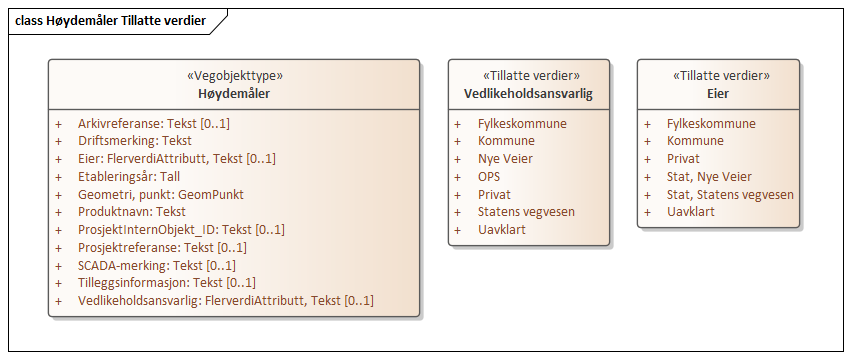 class Høydemåler Tillatte verdier
«Vegobjekttype»
Høydemåler
+ Arkivreferanse: Tekst [0..1]
+ Driftsmerking: Tekst
+ Eier: FlerverdiAttributt, Tekst [0..1]
+ Etableringsår: Tall
+ Geometri, punkt: GeomPunkt
+ Produktnavn: Tekst
+ ProsjektInternObjekt_ID: Tekst [0..1]
+ Prosjektreferanse: Tekst [0..1]
+ SCADA-merking: Tekst [0..1]
+ Tilleggsinformasjon: Tekst [0..1]
+ Vedlikeholdsansvarlig: FlerverdiAttributt, Tekst [0..1]
«Tillatte verdier»
Vedlikeholdsansvarlig
+ Fylkeskommune
+ Kommune
+ Nye Veier
+ OPS
+ Privat
+ Statens vegvesen
+ Uavklart
«Tillatte verdier»
Eier
+ Fylkeskommune
+ Kommune
+ Privat
+ Stat, Nye Veier
+ Stat, Statens vegvesen
+ Uavklart